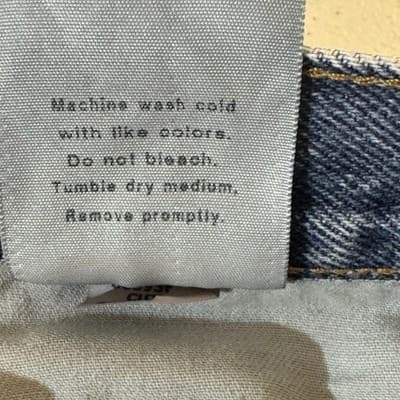 Machine wash cold
with like colors.
Do not bleach.
Tumble dry medium,
Remove promptly.